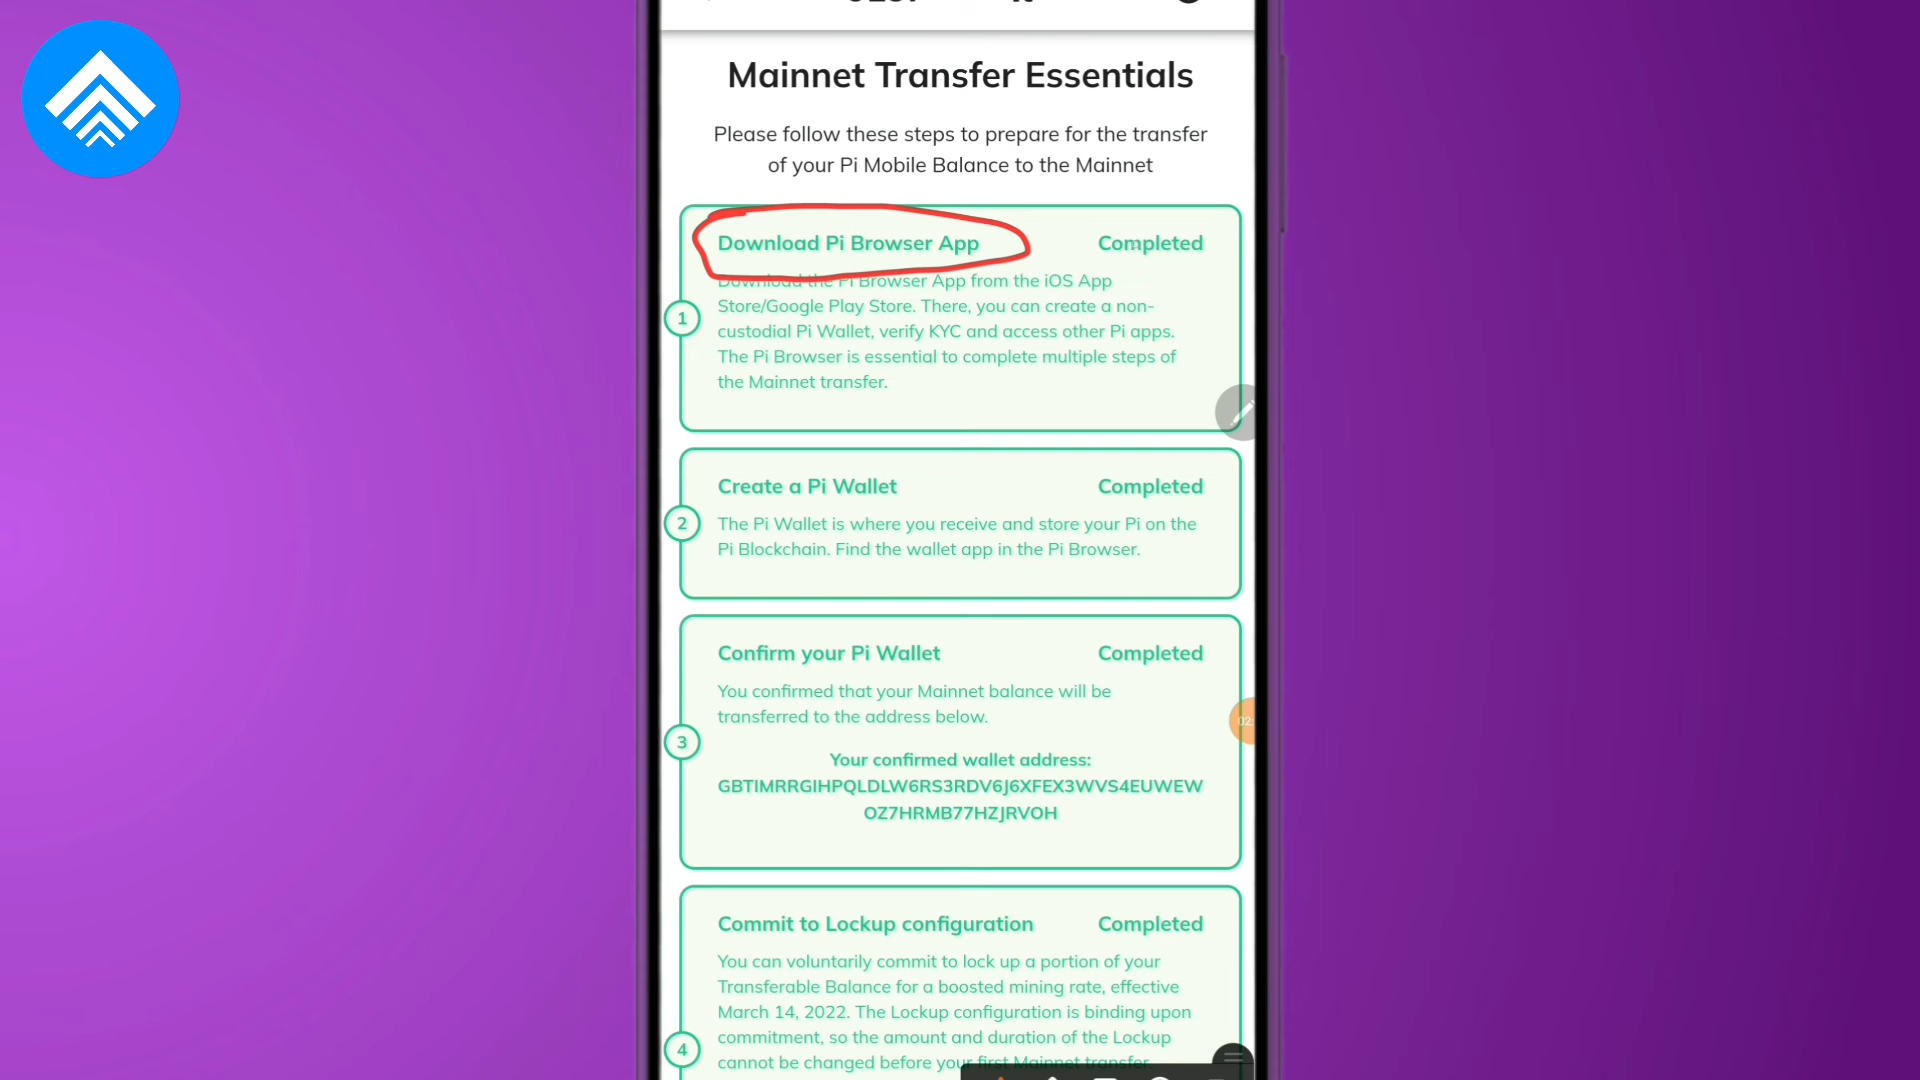 Mainnet Transfer Essentials
Please follow these steps to prepare for the transfer
of your Pi Mobile Balance to the Mainnet
Download Pi Browser App Completed
Download the Pi Browser App from the iOS App
Store/Google Play Store. There, you can create a non-
1
custodial Pi Wallet, verify KYC and access other Pi apps.
The Pi Browser is essential to complete multiple steps of
the Mainnet transfer.
Create a Pi Wallet Completed
2 The Pi Wallet is where you receive and store your Pi on the
Pi Blockchain. Find the wallet app in the Pi Browser.
Confirm your Pi Wallet Completed
You confirmed that your Mainnet balance will be
transferred to the address below.
3
Your confirmed wallet address:
GBTIMRRGIHPQLDLW6RS3RDV6J6XFEX3WVS4EUWEW
OZ7HRMB77HZJRVOH
02:
Commit to Lockup configuration Completed
You can voluntarily commit to lock up a portion of your
Transferable Balance for a boosted mining rate, effective
March 14, 2022. The Lockup configuration is binding upon
commitment, so the amount and duration of the Lockup
4 cannot be changed before your first Mainnet transfer.